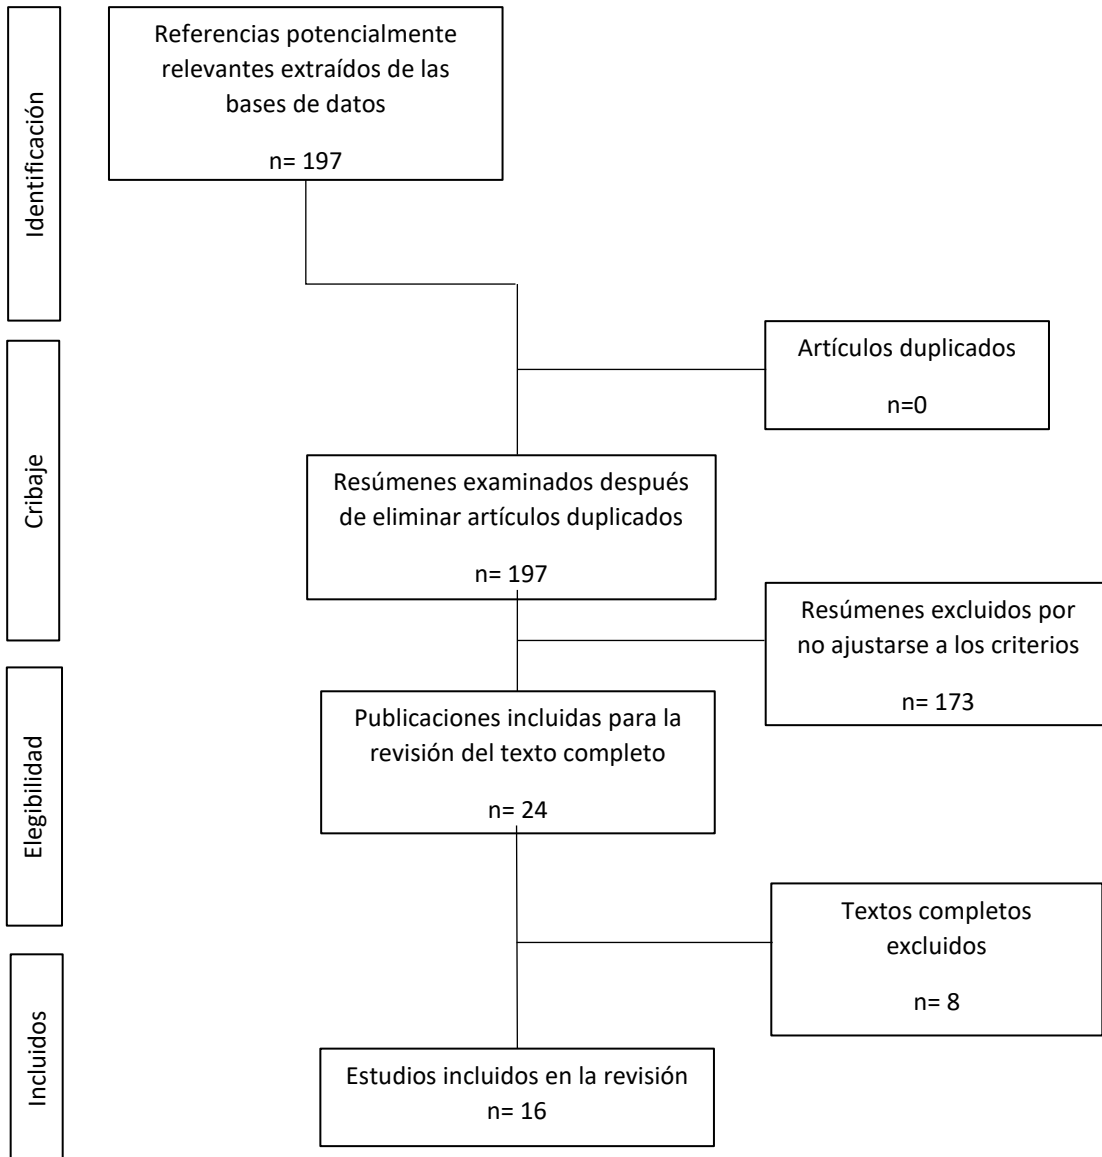 Identificación
Referencias potencialmente
relevantes extraídos de las
bases de datos
n= 197
Artículos duplicados
n=0
Cribaje
Resúmenes examinados después
de eliminar artículos duplicados
n= 197
Resúmenes excluidos por
no ajustarse a los criterios
n= 173
Elegibilidad
Publicaciones incluidas para la
revisión del texto completo
n= 24
Textos completos
excluidos
n= 8
Incluidos
Estudios incluidos en la revisión
n= 16